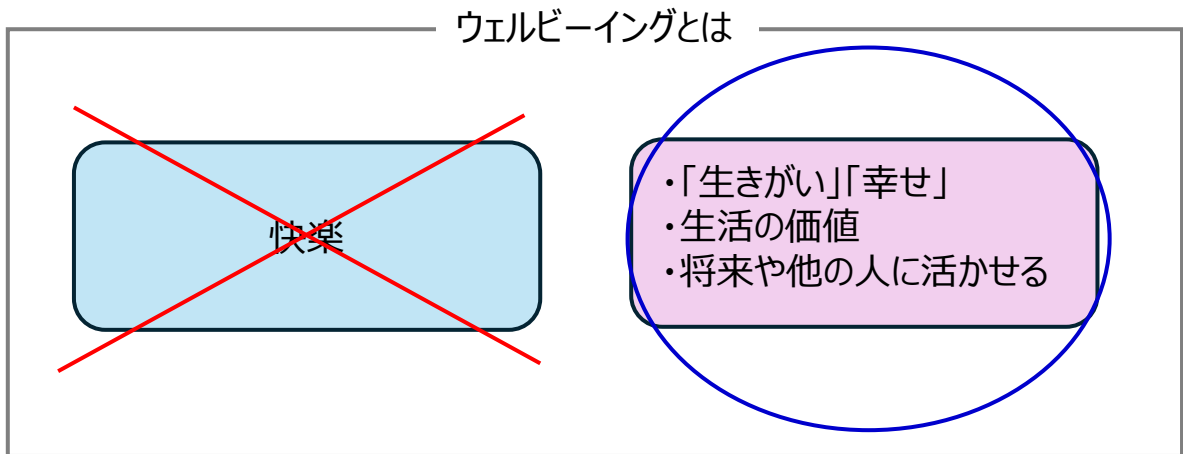 ウェルビーイングとは
快楽
・「生きがい」「幸せ」
・生活の価値
・将来や他の人に活かせる